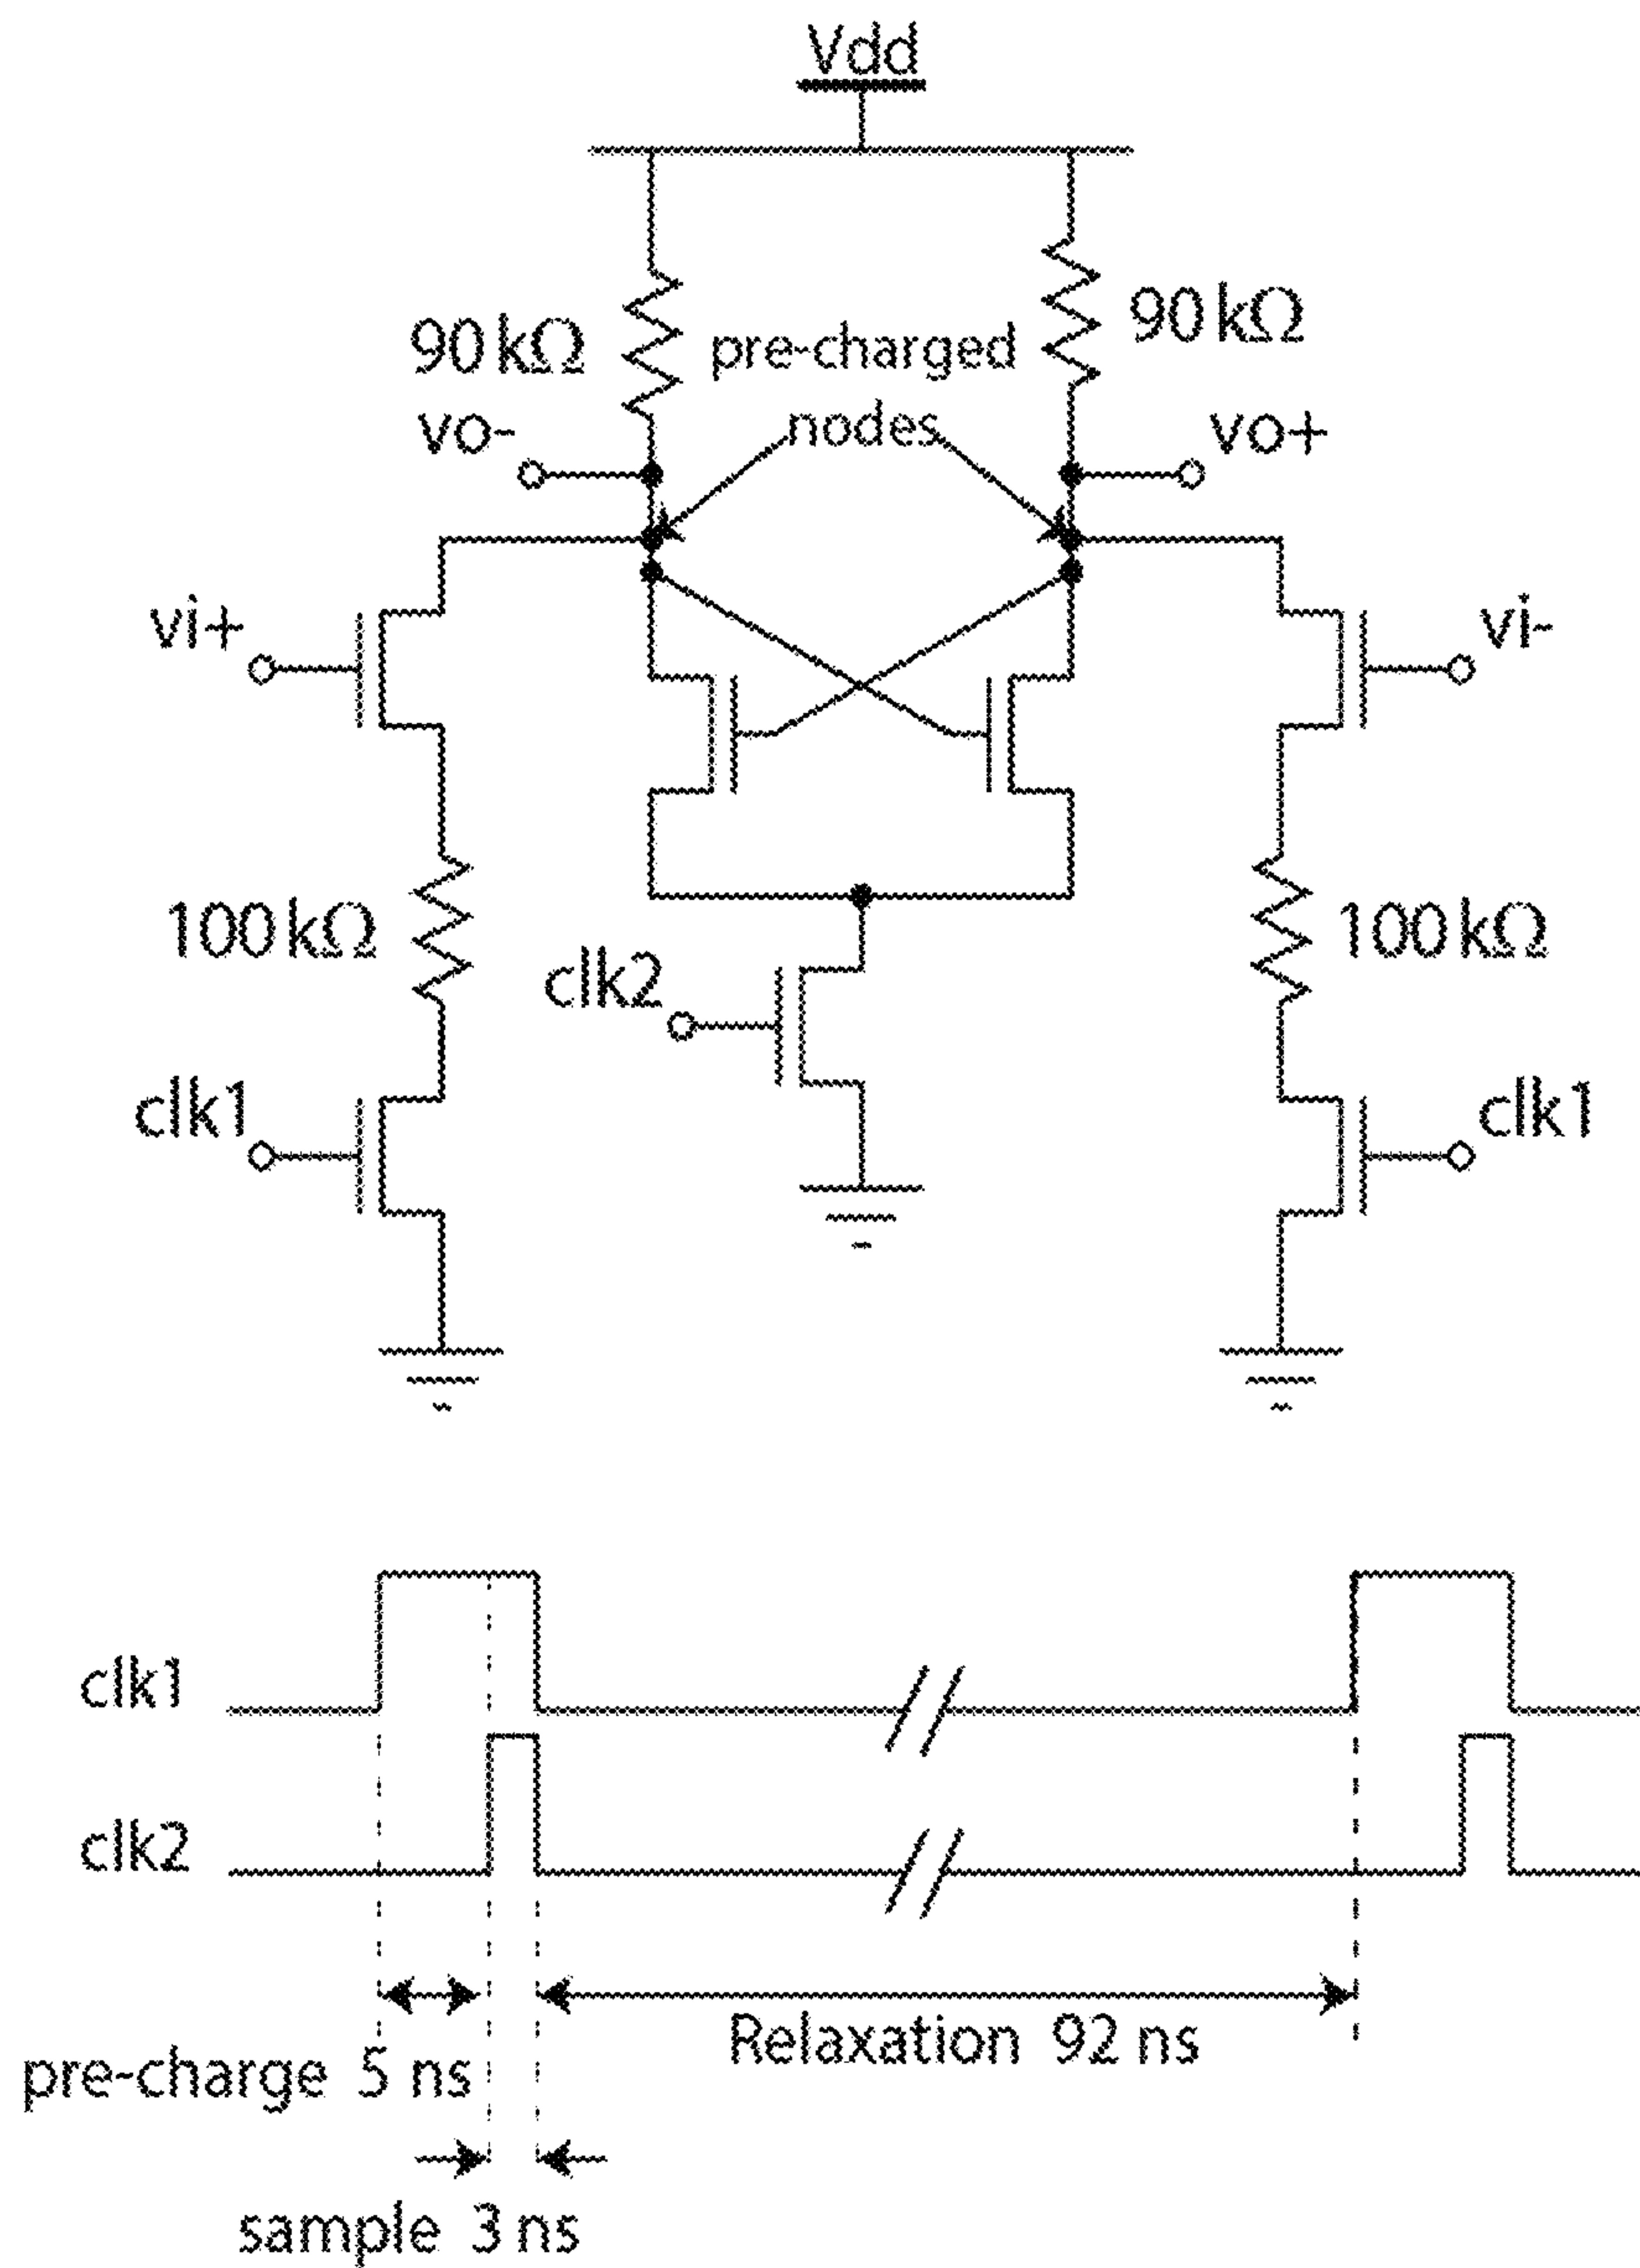 Vdd
90 kΩ
pre-charged
90 kΩ
vo-
nodes
vo+
vi+
vi-
100 kΩ
100 kΩ
clk2
clk1
clk1
clk1
clk2
Relaxation 92 ns
pre-charge 5 ns
sample 3 ns